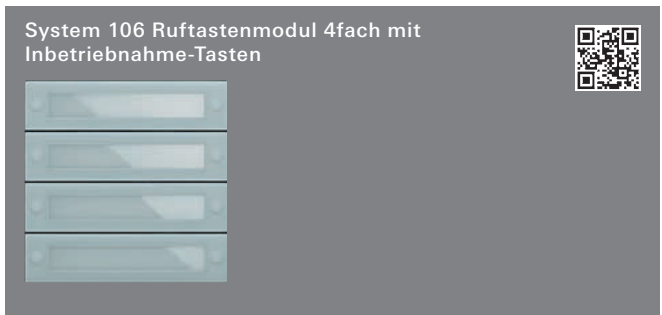 System 106 Ruftastenmodul 4fach mit
Inbetriebnahme-Tasten